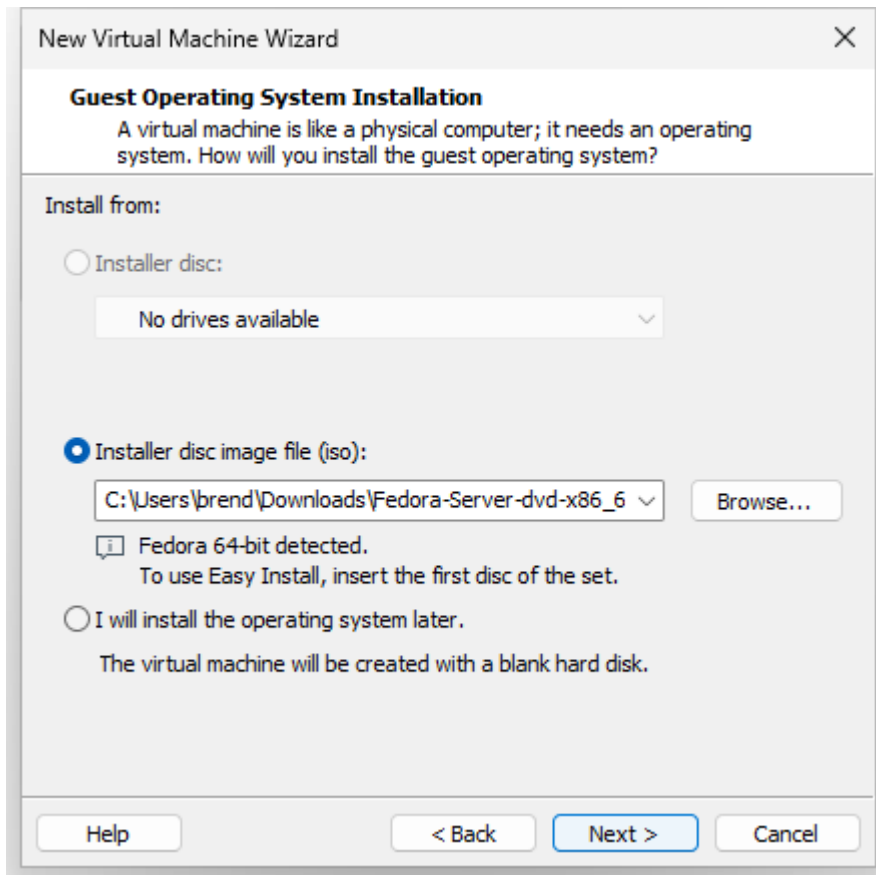 New Virtual Machine Wizard
Guest Operating System Installation
A virtual machine is like a physical computer; it needs an operating
system. How will you install the guest operating system?
Install from:
Installer disc:
No drives available
Installer disc image file (iso):
C:\Users\brend\Downloads\Fedora-Server-dvd-x86_6
Browse...
Fedora 64-bit detected.
To use Easy Install, insert the first disc of the set.
I will install the operating system later.
The virtual machine will be created with a blank hard disk.
Help
< Back
Next >
Cancel